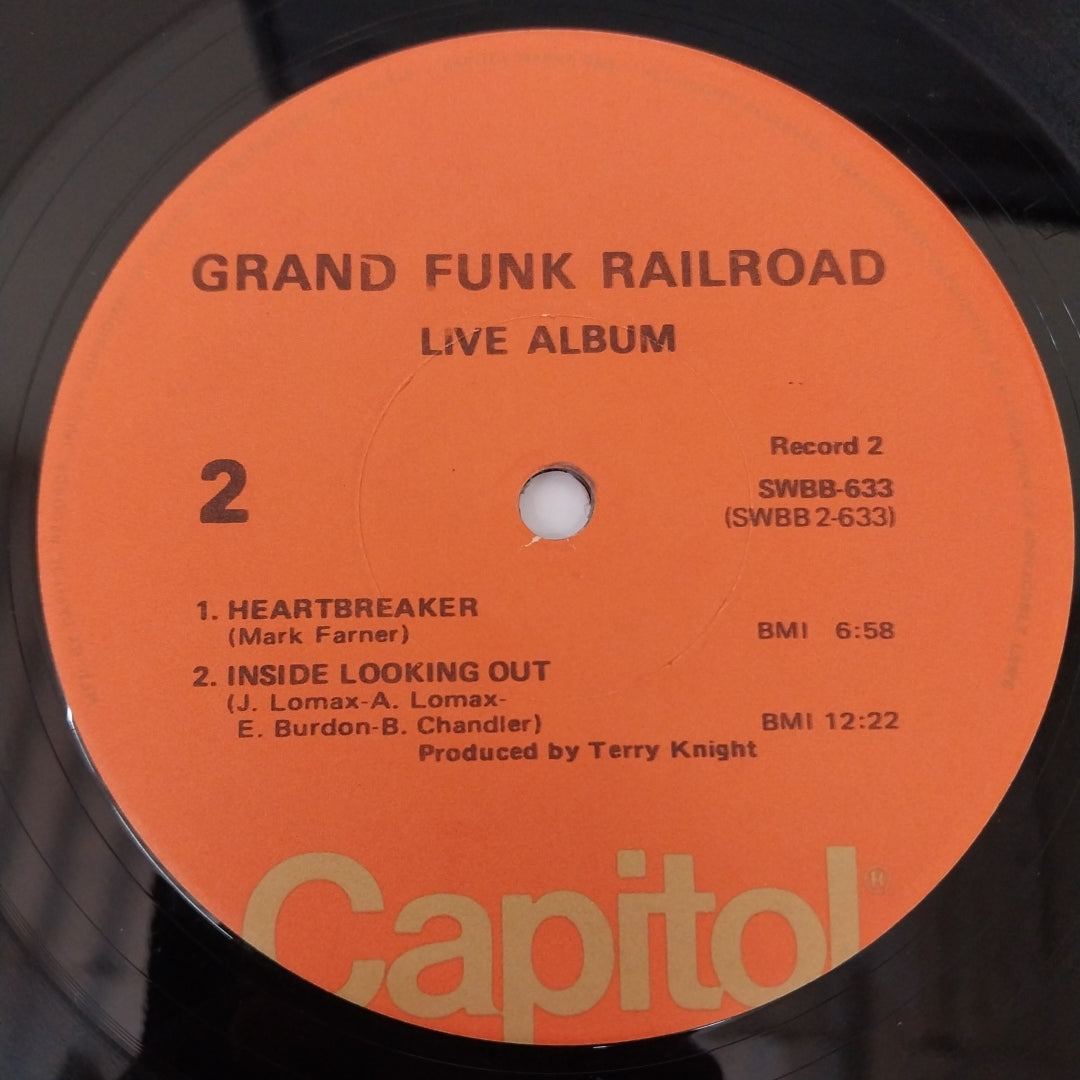 GRAND FUNK RAILROAD
LIVE ALBUM
Record 2
2
SWBB-633
(SWBB 2-633)
1. HEARTBREAKER
(Mark Farner) BMI 6:58
2. INSIDE LOOKING OUT
(J. Lomax-A. Lomax-
E. Burdon-B. Chandler) BMI 12:22
Produced by Terry Knight
Capitol®